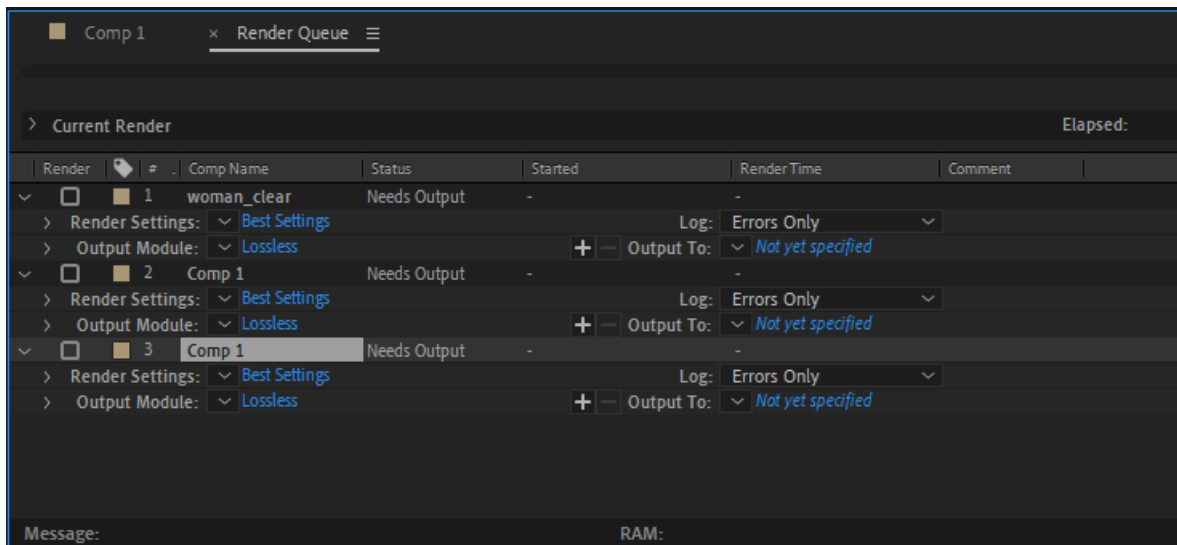 Comp 1 × Render Queue
Current Render Elapsed:
Render # . Comp Name Status Started Render Time Comment
1 woman_clear Needs Output - -
Render Settings: Best Settings Log: Errors Only
Output Module: Lossless + − Output To: Not yet specified
2 Comp 1 Needs Output - -
Render Settings: Best Settings Log: Errors Only
Output Module: Lossless + − Output To: Not yet specified
3 Comp 1 Needs Output - -
Render Settings: Best Settings Log: Errors Only
Output Module: Lossless + − Output To: Not yet specified
Message: RAM: